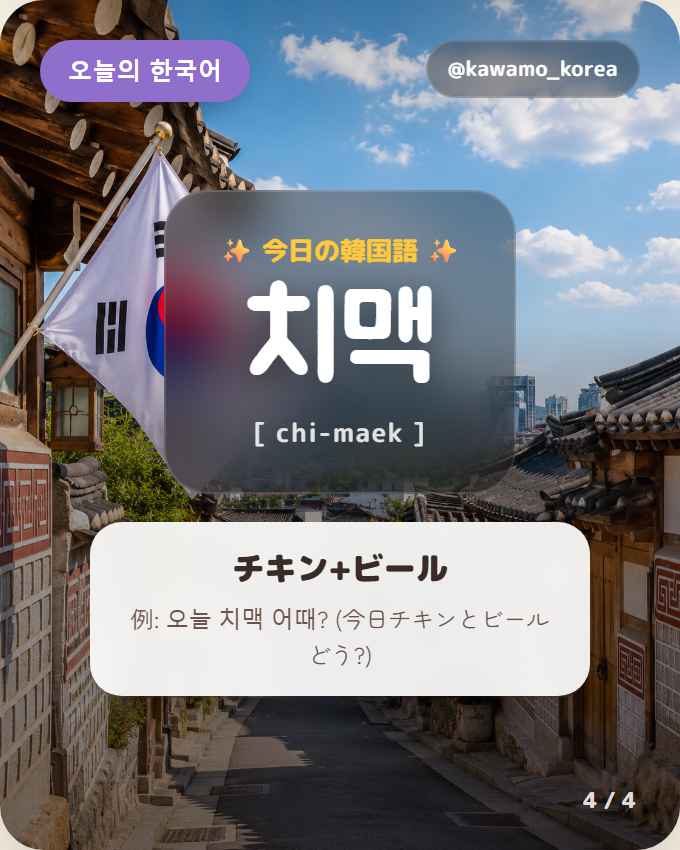 오늘의 한국어
@kawamo_korea
✨ 今日の韓国語 ✨
치맥
[ chi-maek ]
チキン+ビール
例: 오늘 치맥 어때? (今日チキンとビール
どう?)
4 / 4